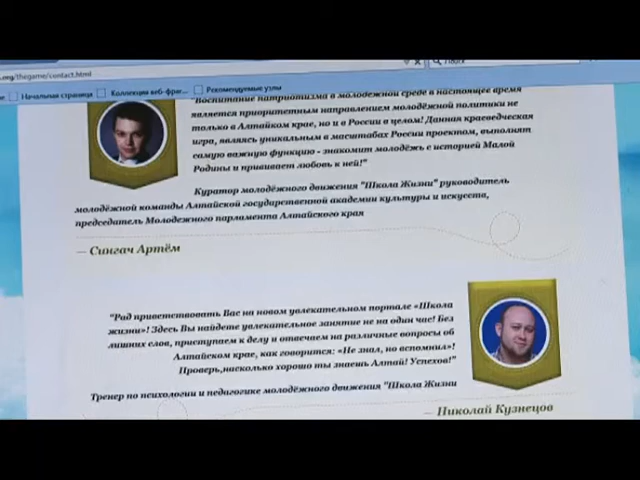 .org/thegame/contact.html
Поиск
Начальная страница
Коллекция веб-фраг...
Рекомендуемые узлы
"Воспитание патриотизма в молодёжной среде в настоящее время
является приоритетным направлением молодёжной политики не
только в Алтайском крае, но и в России в целом! Данная краеведческая
игра, являясь уникальным в масштабах России проектом, выполнят
самую важную функцию - знакомит молодёжь с историей Малой
Родины и прививает любовь к ней!"
Куратор молодёжного движения "Школа Жизни" руководитель
молодёжной команды Алтайской государственной академии культуры и искусств,
председатель Молодежного парламента Алтайского края
— Сингач Артём
"Рад приветствовать Вас на новом увлекательном портале «Школа
жизни»! Здесь Вы найдете увлекательное занятие не на один час! Без
лишних слов, приступаем к делу и отвечаем на различные вопросы об
Алтайском крае, как говорится: «Не знал, но вспомнил»!
Проверь,насколько хорошо ты знаешь Алтай! Успехов!"
Тренер по психологии и педагогике молодёжного движения "Школа Жизни
— Николай Кузнецов